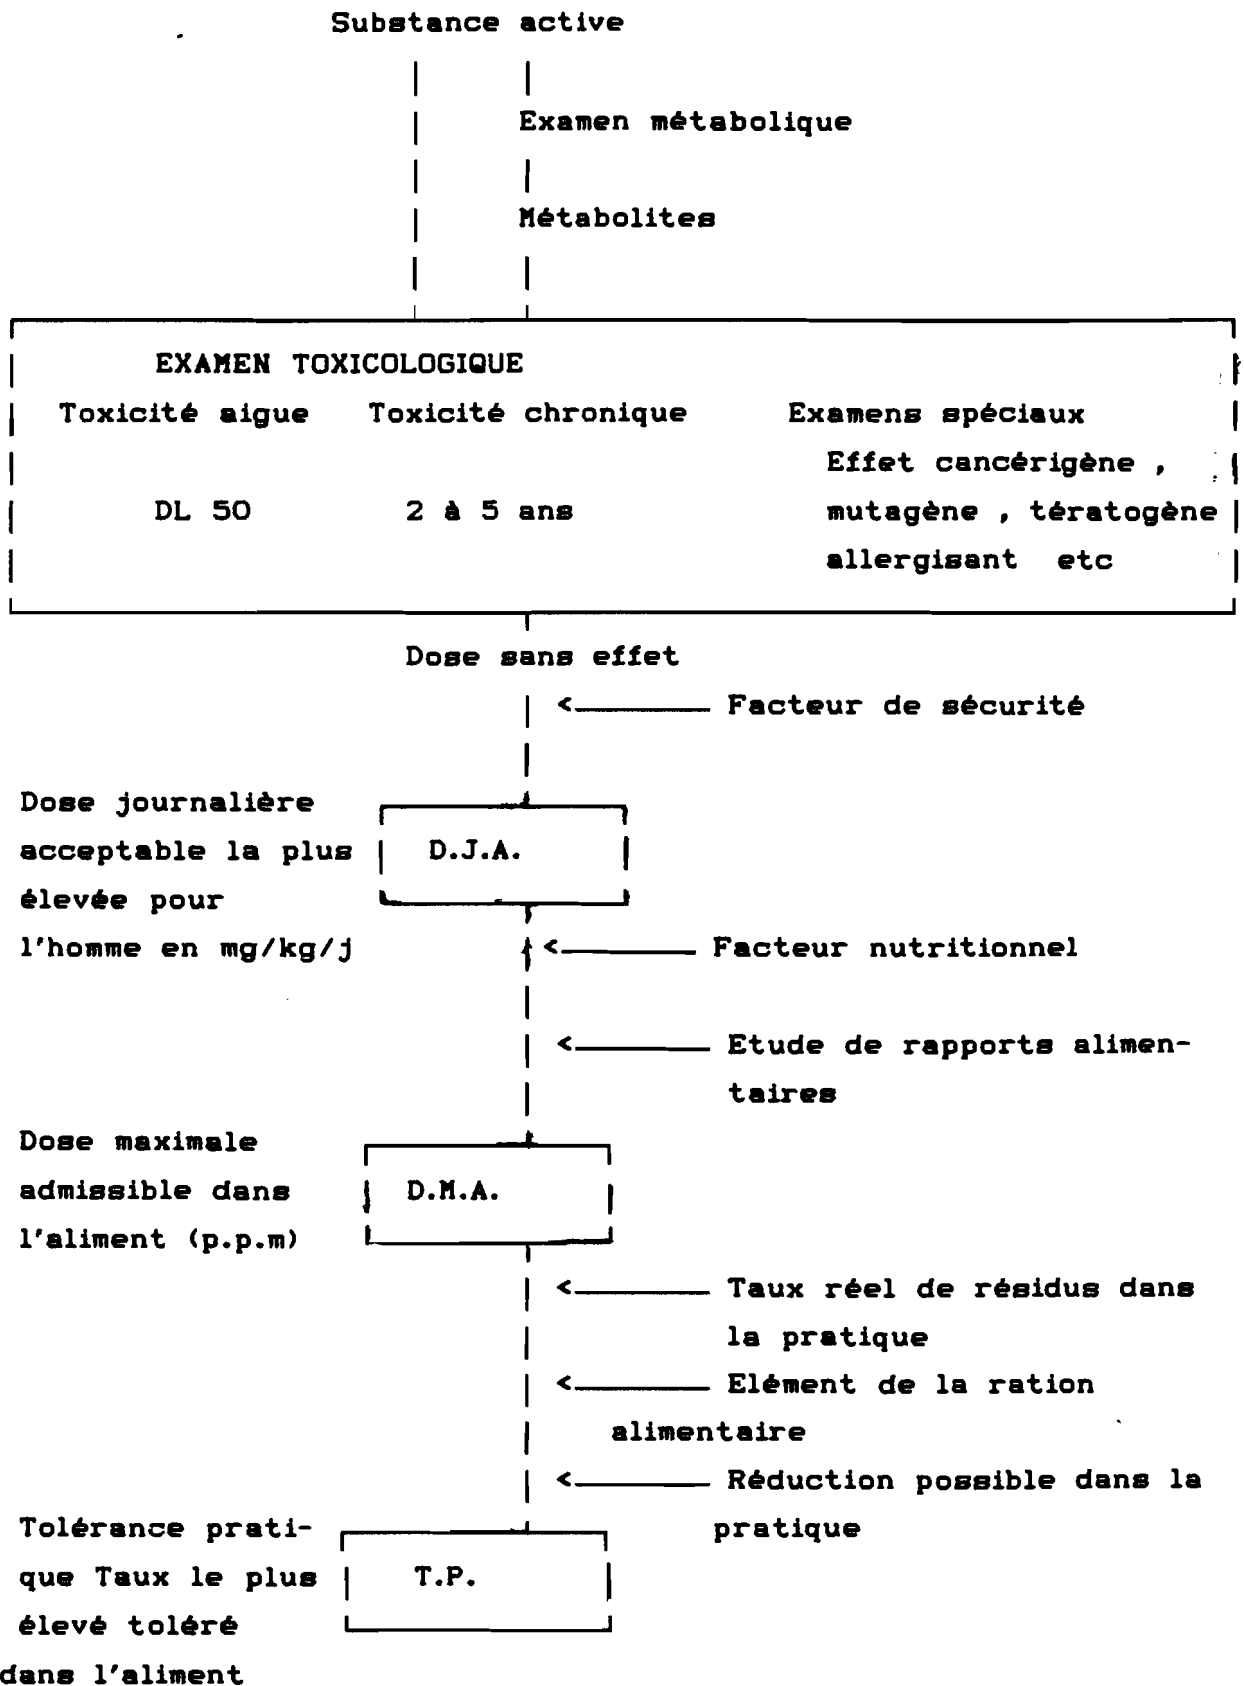 Substance active
Examen métabolique
Métabolites
EXAMEN TOXICOLOGIQUE
Toxicité aigue Toxicité chronique Examens spéciaux
Effet cancérigène ,
DL 50 2 à 5 ans mutagène , tératogène
allergisant etc
Dose sans effet
<——— Facteur de sécurité
Dose journalière
acceptable la plus D.J.A.
élevée pour
l'homme en mg/kg/j <——— Facteur nutritionnel
<——— Etude de rapports alimen-
taires
Dose maximale
admissible dans D.M.A.
l'aliment (p.p.m)
<——— Taux réel de résidus dans
la pratique
<——— Elément de la ration
alimentaire
<——— Réduction possible dans la
Tolérance prati- pratique
que Taux le plus T.P.
élevé toléré
dans l'aliment